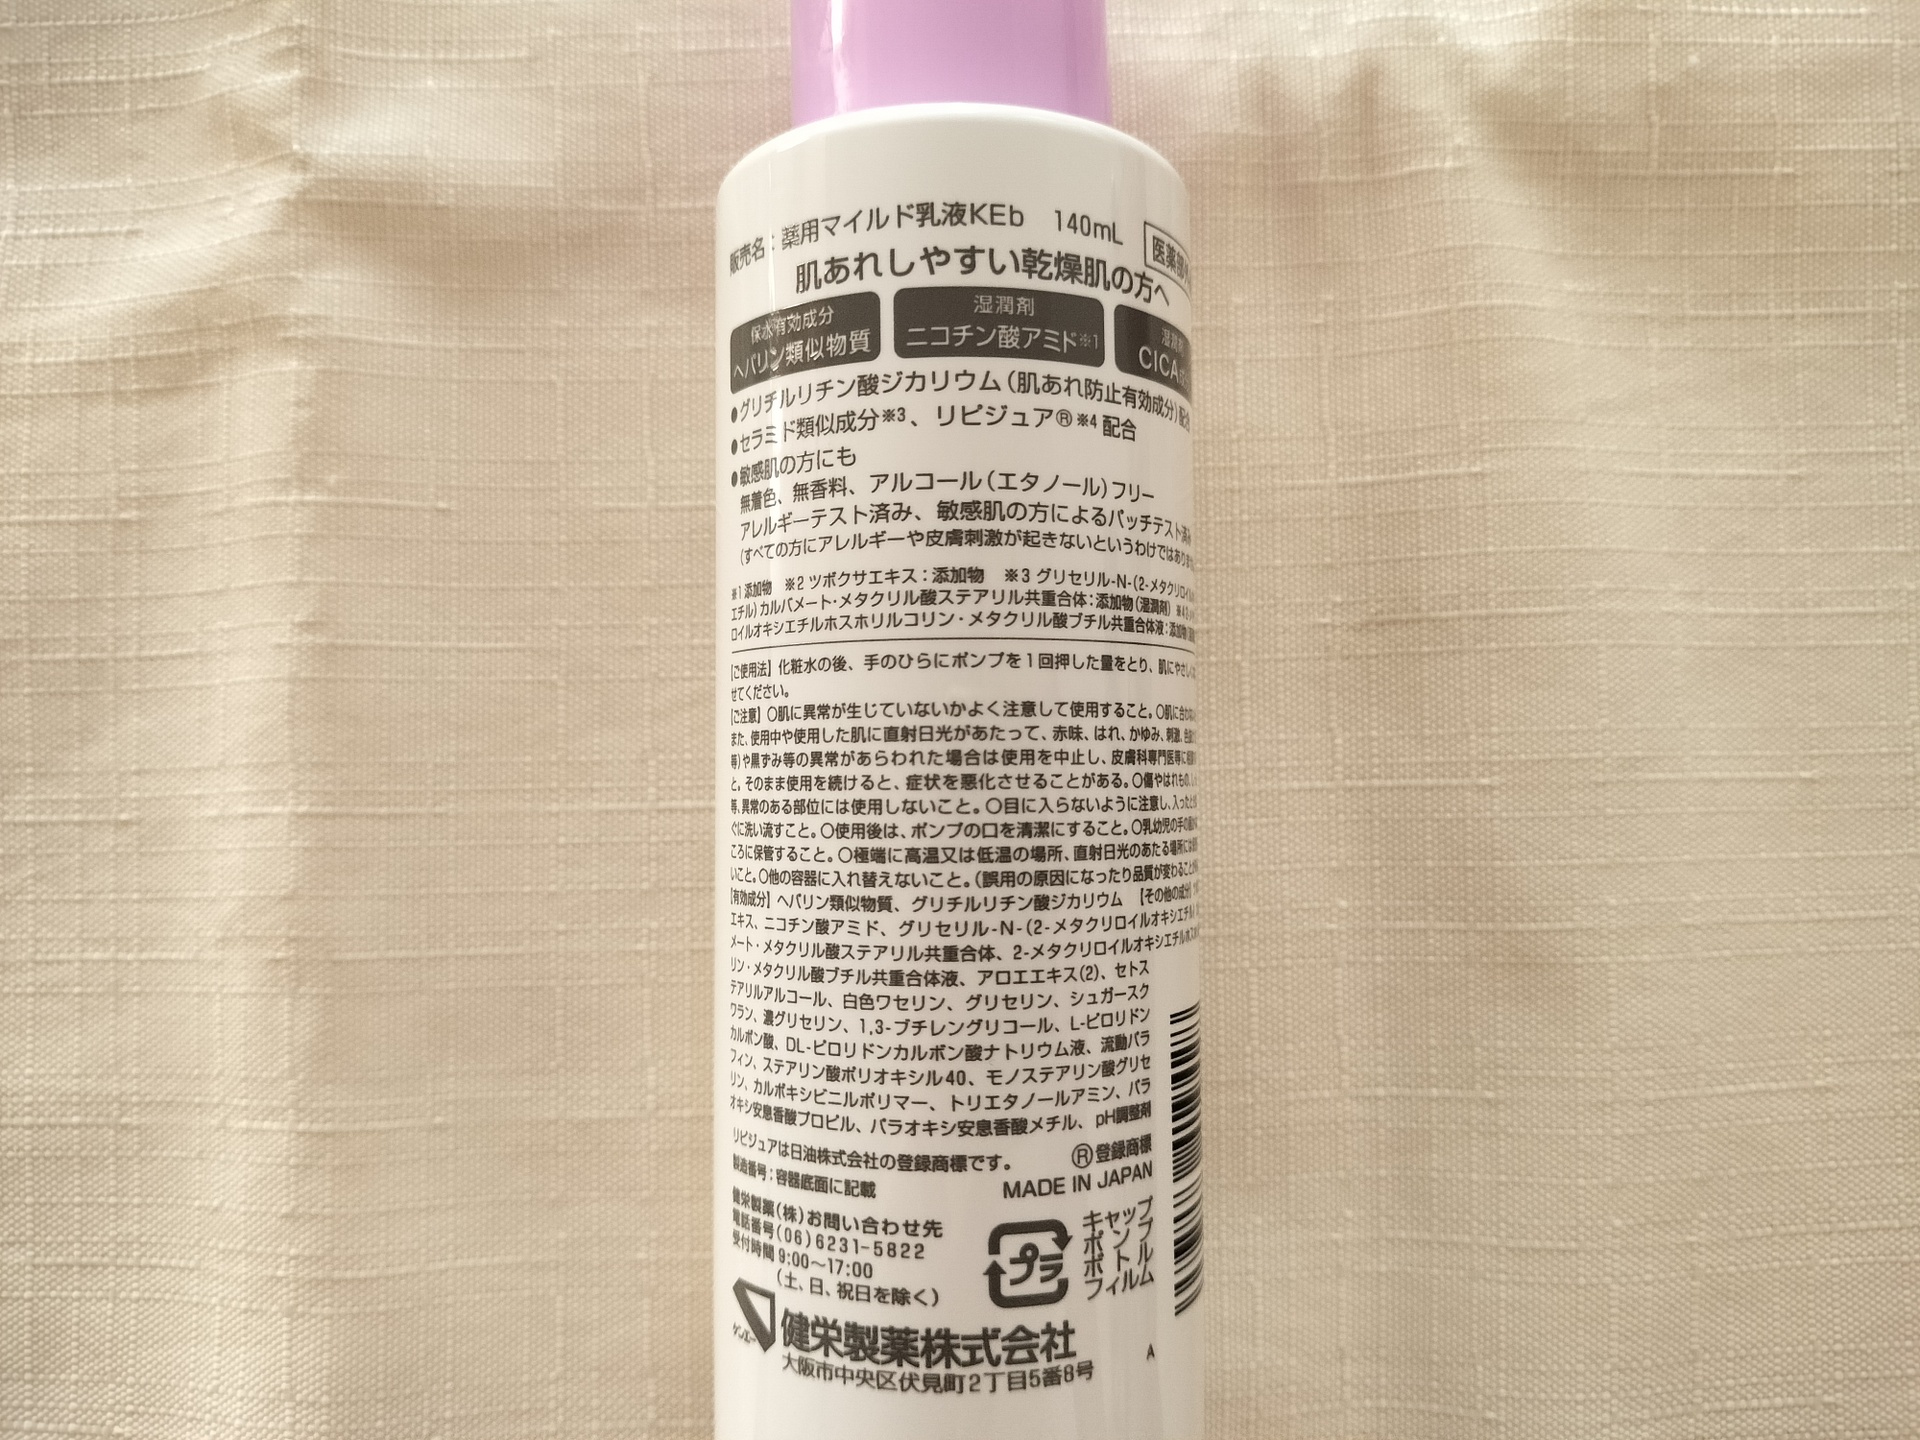 販売名：薬用マイルド乳液KEb 140mL
医薬部
肌あれしやすい乾燥肌の方へ
保水有効成分
ヘパリン類似物質
湿潤剤
ニコチン酸アミド※1
湿潤剤
CICA
●グリチルリチン酸ジカリウム（肌あれ防止有効成分）配合
●セラミド類似成分※3、リピジュア®※4 配合
●敏感肌の方にも
無着色、無香料、アルコール（エタノール）フリー
アレルギーテスト済み、敏感肌の方によるパッチテスト済み
（すべての方にアレルギーや皮膚刺激が起きないというわけではあり
※1 添加物 ※2 ツボクサエキス：添加物 ※3 グリセリル-N-(2-メタクリロイル
エチル)カルバメート・メタクリル酸ステアリル共重合体：添加物（湿潤剤） ※4
ロイルオキシエチルホスホリルコリン・メタクリル酸ブチル共重合体液：添加物
【ご使用法】化粧水の後、手のひらにポンプを1回押した量をとり、肌にやさし
せてください。
【ご注意】〇肌に異常が生じていないかよく注意して使用すること。〇肌に合
また、使用中や使用した肌に直射日光があたって、赤味、はれ、かゆみ、刺激、
等)や黒ずみ等の異常があらわれた場合は使用を中止し、皮膚科専門医等に
と。そのまま使用を続けると、症状を悪化させることがある。〇傷やはれもの、
等、異常のある部位には使用しないこと。〇目に入らないように注意し、入った
ぐに洗い流すこと。〇使用後は、ポンプの口を清潔にすること。〇乳幼児の手の
ころに保管すること。〇極端に高温又は低温の場所、直射日光のあたる場所には
いこと。〇他の容器に入れ替えないこと。（誤用の原因になったり品質が変わること
【有効成分】ヘパリン類似物質、グリチルリチン酸ジカリウム 【その他の成分】
エキス、ニコチン酸アミド、グリセリル-N-(2-メタクリロイルオキシエチル)
メート・メタクリル酸ステアリル共重合体、2-メタクリロイルオキシエチルホス
リン・メタクリル酸ブチル共重合体液、アロエエキス(2)、セトス
テアリルアルコール、白色ワセリン、グリセリン、シュガースク
ワラン、濃グリセリン、1,3-ブチレングリコール、L-ピロリドン
カルボン酸、DL-ピロリドンカルボン酸ナトリウム液、流動パラ
フィン、ステアリン酸ポリオキシル40、モノステアリン酸グリセ
リン、カルボキシビニルポリマー、トリエタノールアミン、パラ
オキシ安息香酸プロピル、パラオキシ安息香酸メチル、pH調整剤
リピジュアは日油株式会社の登録商標です。 ®登録商標
製造番号：容器底面に記載
MADE IN JAPAN
健栄製薬（株）お問い合わせ先
電話番号(06)6231-5822
受付時間 9:00～17:00
（土、日、祝日を除く）
プラ
キャップ
ポンプ
ボトル
フィルム
ケンエー
健栄製薬株式会社
大阪市中央区伏見町2丁目5番8号
A